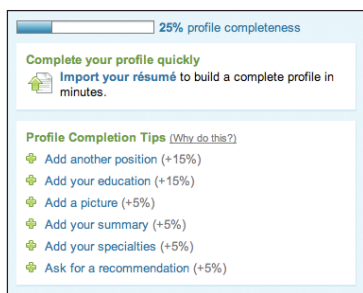 25% profile completeness
Complete your profile quickly
Import your résumé to build a complete profile in
minutes.
Profile Completion Tips (Why do this?)
Add another position (+15%)
Add your education (+15%)
Add a picture (+5%)
Add your summary (+5%)
Add your specialties (+5%)
Ask for a recommendation (+5%)